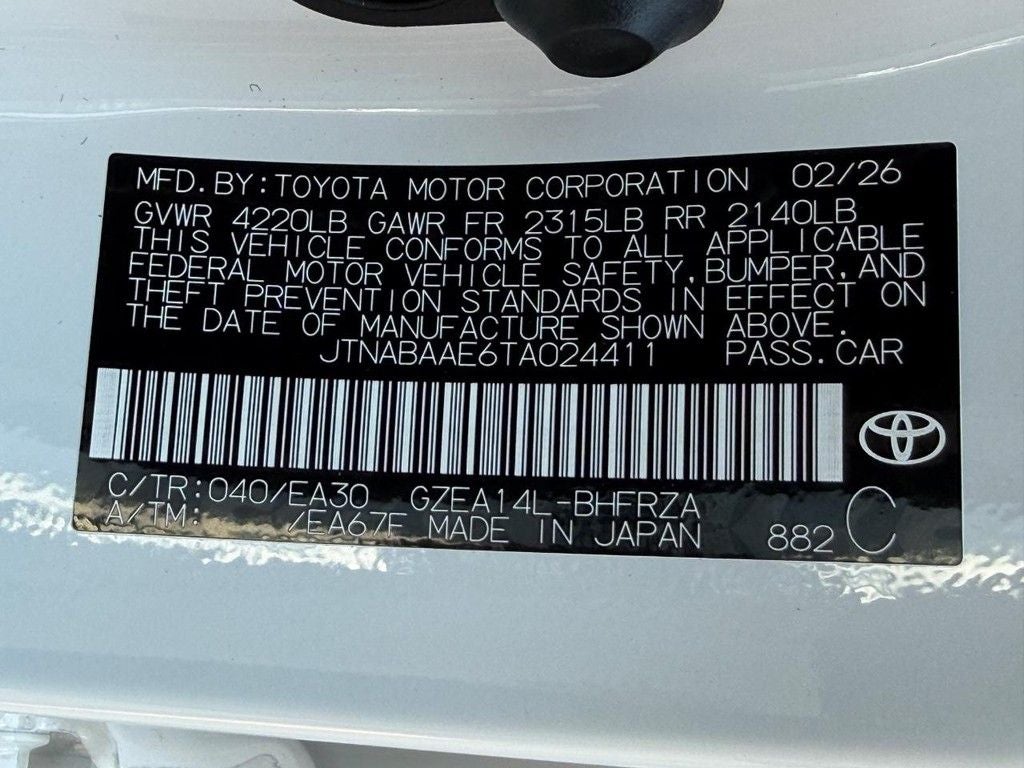 MFD.BY:TOYOTA MOTOR CORPORATION 02/26
GVWR 4220LB GAWR FR 2315LB RR 2140LB
THIS VEHICLE CONFORMS TO ALL APPLICABLE
FEDERAL MOTOR VEHICLE SAFETY,BUMPER,AND
THEFT PREVENTION STANDARDS IN EFFECT ON
THE DATE OF MANUFACTURE SHOWN ABOVE.
JTNABAAE6TA024411 PASS.CAR
C/TR:040/EA30 GZEA14L-BHFRZA
A/TM: /EA67F MADE IN JAPAN 882 C